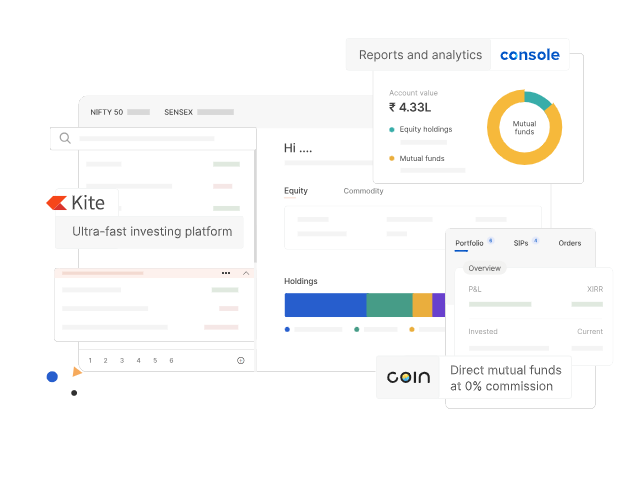 Reports and analytics
console
Account value
₹ 4.33L
Equity holdings
Mutual funds
Mutual
funds
NIFTY 50
SENSEX
Hi ....
Equity
Commodity
Kite
Ultra-fast investing platform
Holdings
1 2 3 4 5 6
Portfolio
SIPs
Orders
Overview
P&L
XIRR
Invested
Current
coin
Direct mutual funds
at 0% commission